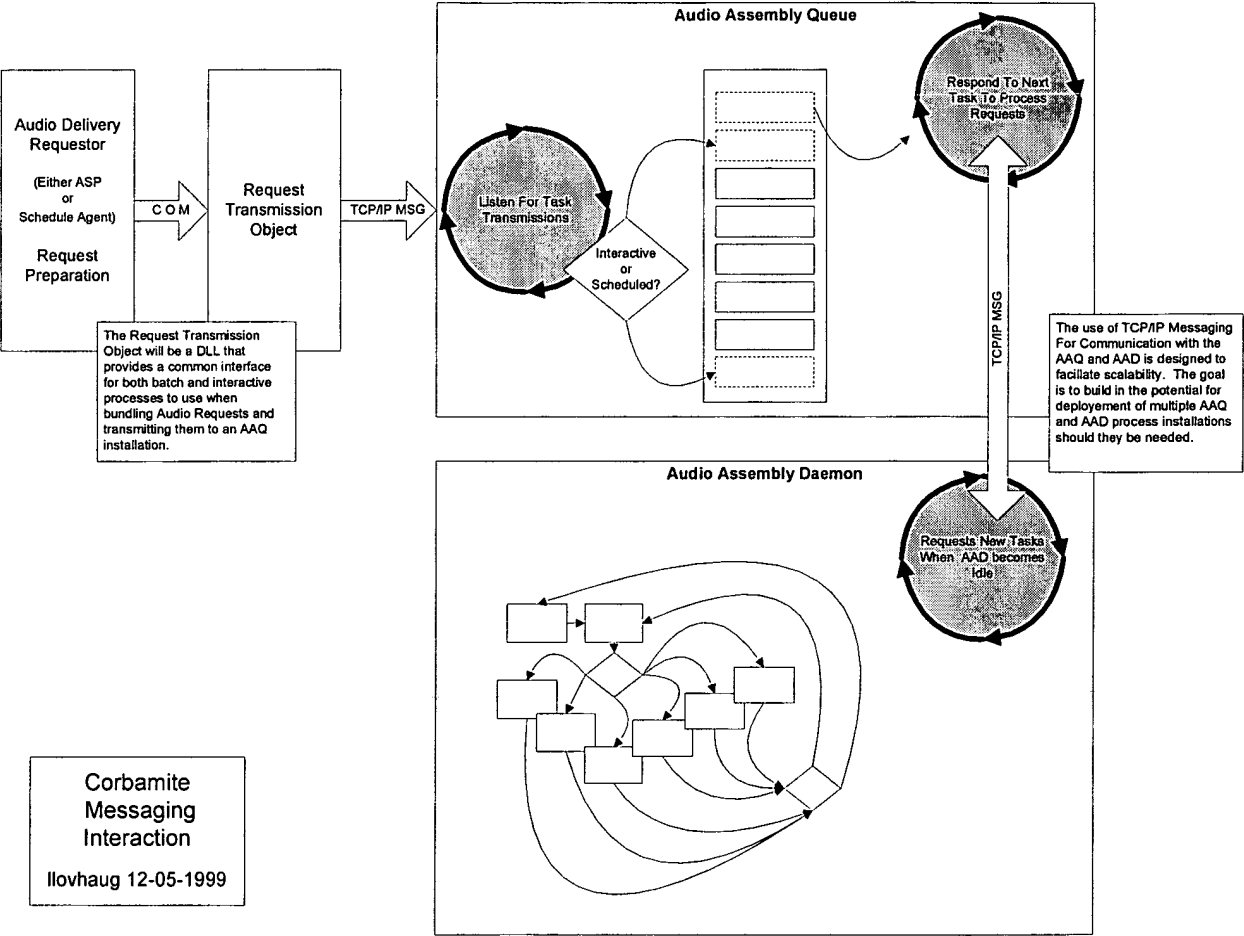 Audio Assembly Queue
Audio Delivery
Requestor
(Either ASP
or
Schedule Agent)
Request
Preparation
C O M
Request
Transmission
Object
TCP/IP MSG
The Request Transmission
Object will be a DLL that
provides a common interface
for both batch and interactive
processes to use when
bundling Audio Requests and
transmitting them to an AAQ
installation.
Listen For Task
Transmissions
Interactive
or
Scheduled?
Respond To Next
Task To Process
Requests
TCP/IP MSG
The use of TCP/IP Messaging
For Communication with the
AAQ and AAD is designed to
faciliate scalability. The goal
is to build in the potential for
deployement of multiple AAQ
and AAD process installations
should they be needed.
Audio Assembly Daemon
Requests New Tasks
When AAD becomes
Idle
Corbamite
Messaging
Interaction
llovhaug 12-05-1999